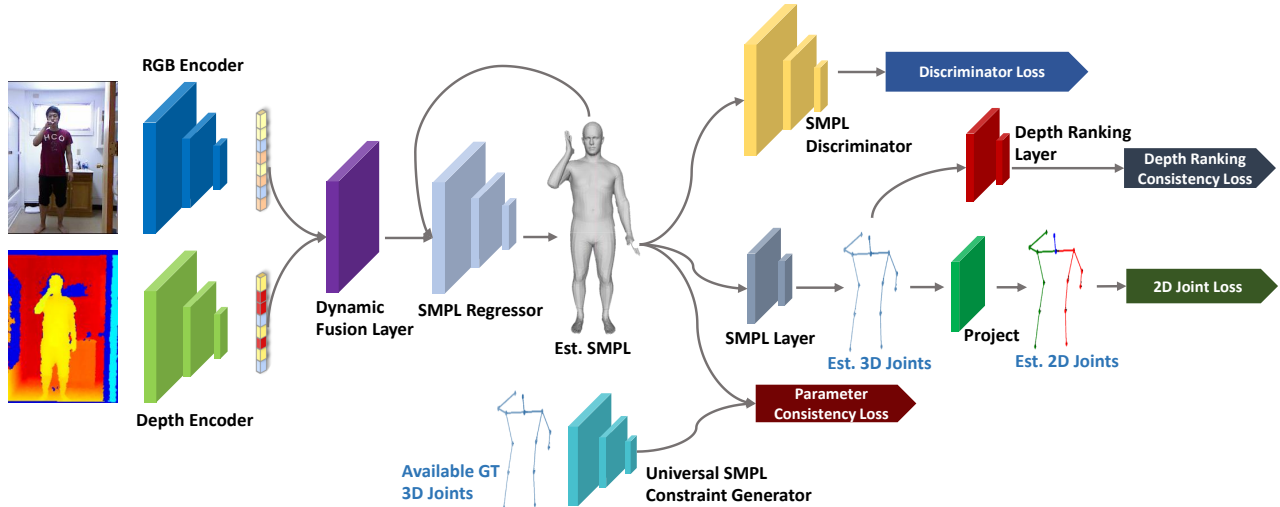 RGB Encoder
HCO
Depth Encoder
Dynamic
Fusion Layer
SMPL Regressor
Est. SMPL
SMPL
Discriminator
Discriminator Loss
Depth Ranking
Layer
Depth Ranking
Consistency Loss
SMPL Layer
Est. 3D Joints
Project
Est. 2D Joints
2D Joint Loss
Parameter
Consistency Loss
Available GT
3D Joints
Universal SMPL
Constraint Generator